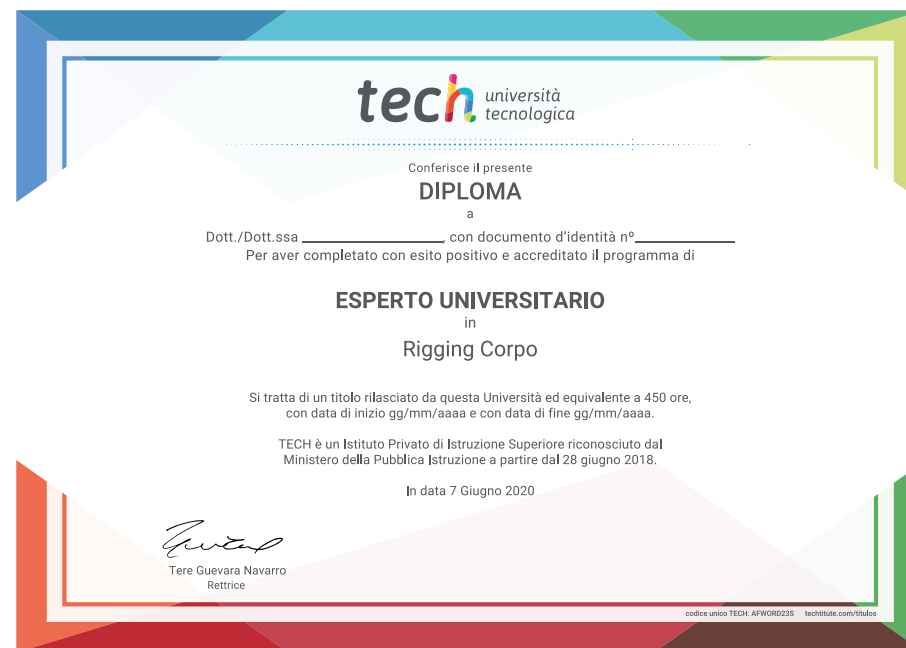 tech università
tecnologica
Conferisce il presente
DIPLOMA
a
Dott./Dott.ssa ____________________, con documento d'identità nº______________
Per aver completato con esito positivo e accreditato il programma di
ESPERTO UNIVERSITARIO
in
Rigging Corpo
Si tratta di un titolo rilasciato da questa Università ed equivalente a 450 ore,
con data di inizio gg/mm/aaaa e con data di fine gg/mm/aaaa.
TECH è un Istituto Privato di Istruzione Superiore riconosciuto dal
Ministero della Pubblica Istruzione a partire dal 28 giugno 2018.
In data 7 Giugno 2020
Tere Guevara Navarro
Rettrice
codice unico TECH: AFWORD23S techtitute.com/titulos